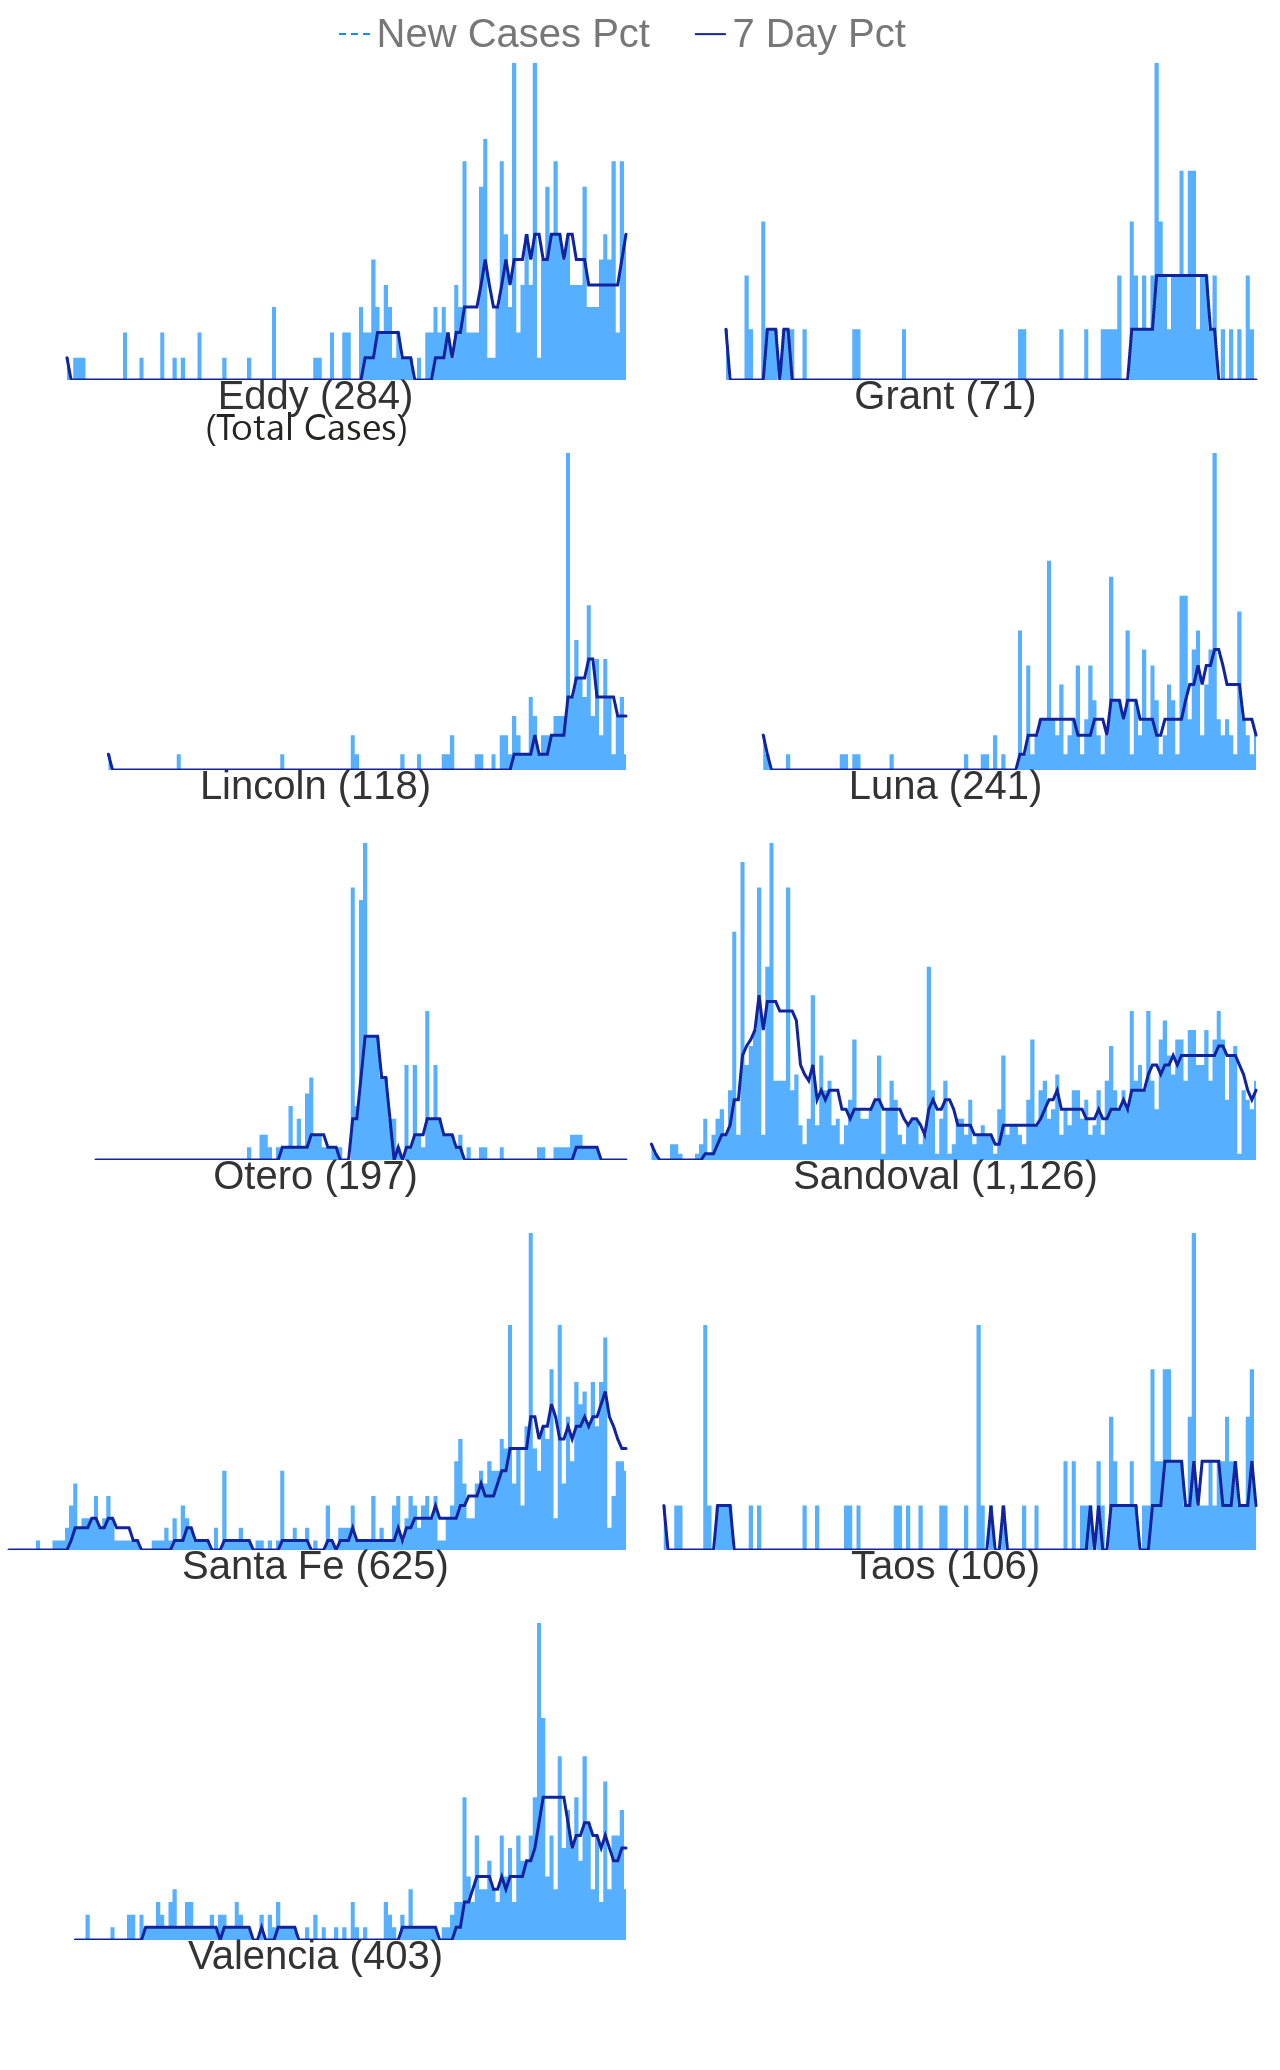 New Cases Pct 7 Day Pct
Eddy (284) Grant (71)
(Total Cases)
Lincoln (118) Luna (241)
Otero (197) Sandoval (1,126)
Santa Fe (625) Taos (106)
Valencia (403)